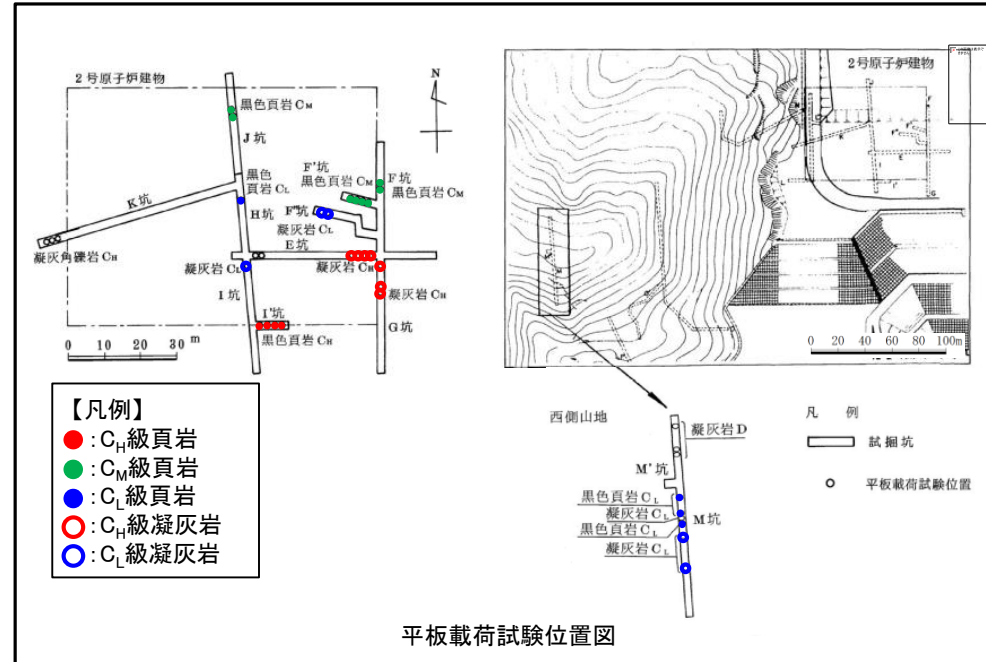 2号原子炉建物
黒色頁岩 CM
N
J坑
黒色
頁岩 CL
F'坑
黒色頁岩 CM
F坑
黒色頁岩 CM
K坑
H坑
F"坑
凝灰岩 CL
E坑
凝灰角礫岩 CH
凝灰岩 CL
凝灰岩 CH
I坑
凝灰岩 CH
I'坑
G坑
黒色頁岩 CH
0 10 20 30 m
【凡例】
:CH級頁岩
:CM級頁岩
:CL級頁岩
:CH級凝灰岩
:CL級凝灰岩
2号原子炉建物
0 20 40 60 80 100m
西側山地
凝灰岩 D
M'坑
黒色頁岩 CL
凝灰岩 CL
M坑
黒色頁岩 CL
凝灰岩 CL
凡 例
試掘坑
平板載荷試験位置
平板載荷試験位置図